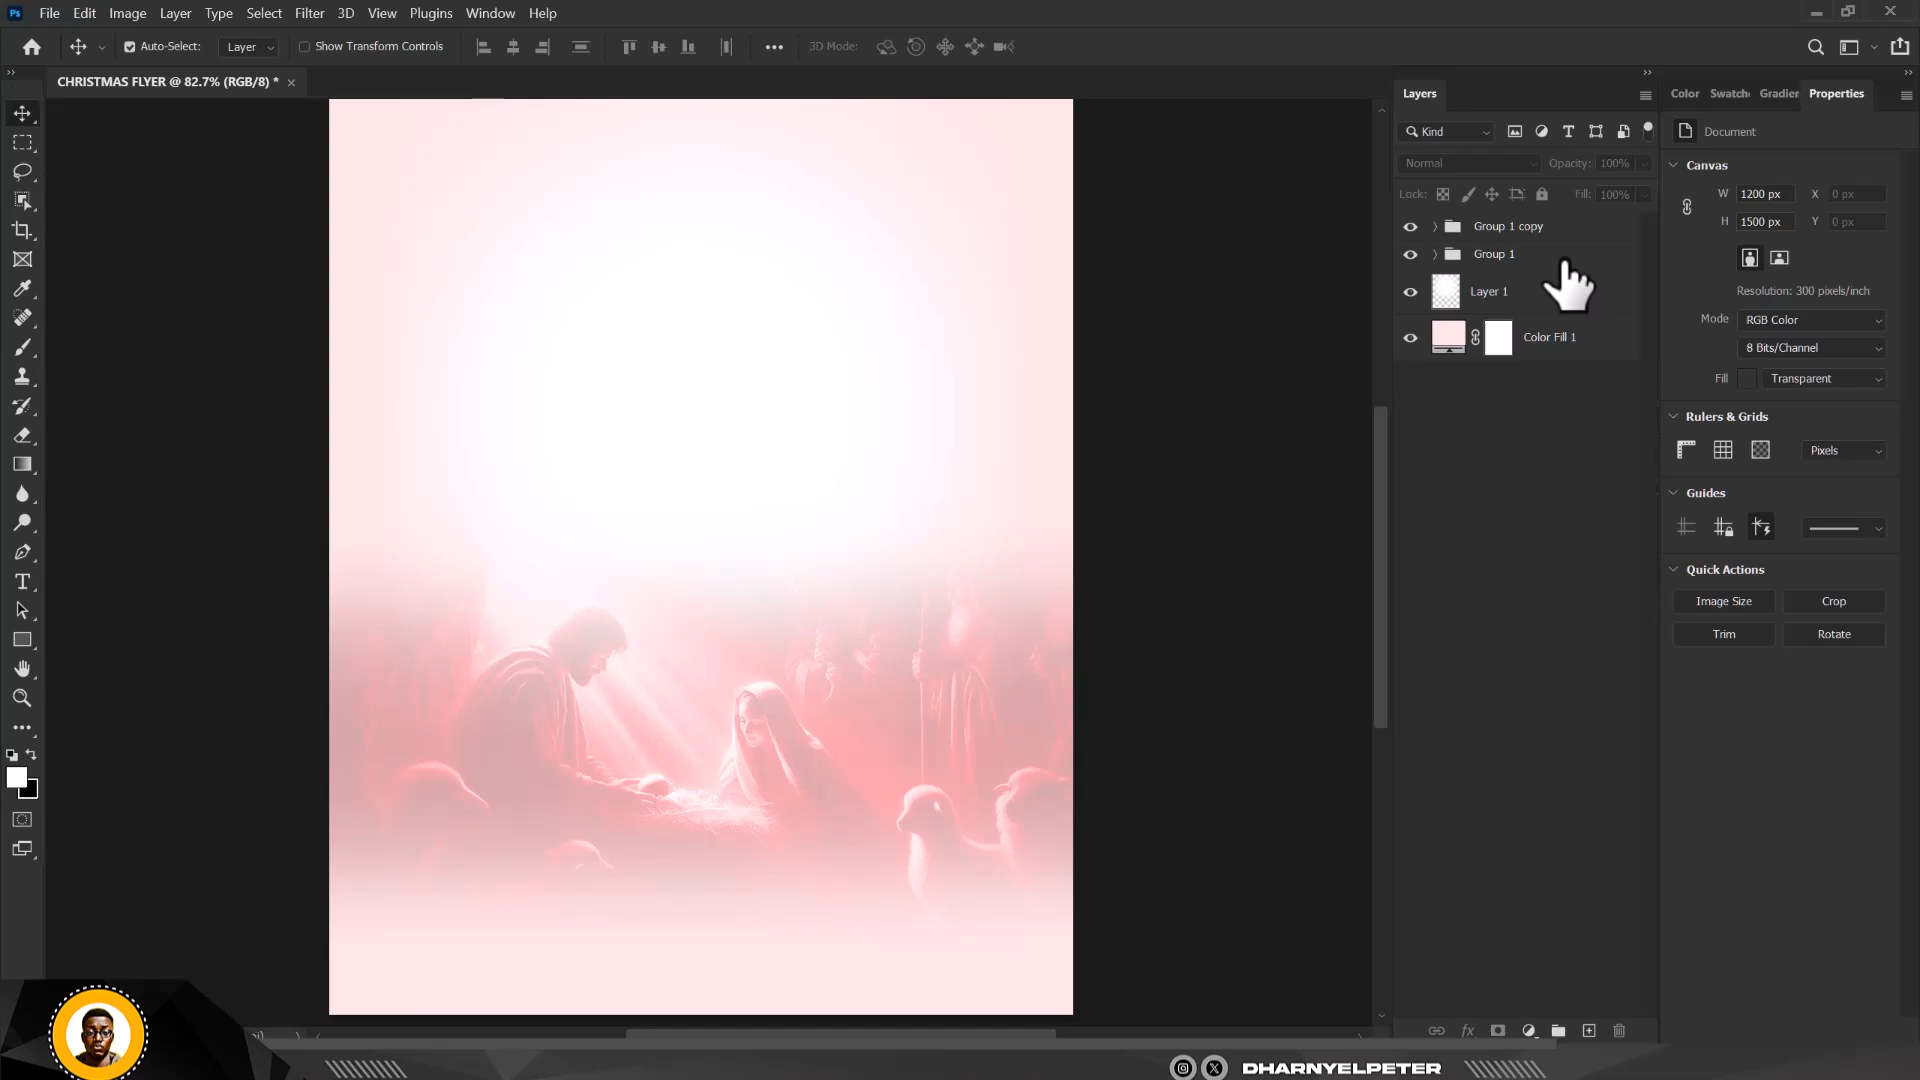 Ps File Edit Image Layer Type Select Filter 3D View Plugins Window Help
Auto-Select: Layer Show Transform Controls 3D Mode:
CHRISTMAS FLYER @ 82.7% (RGB/8) *
Layers
Color Swatch Gradien Properties
Kind
Document
Normal Opacity: 100%
Canvas
Lock: Fill: 100%
W 1200 px X 0 px
H 1500 px Y 0 px
Group 1 copy
Group 1
Layer 1
Color Fill 1
Resolution: 300 pixels/inch
Mode RGB Color
8 Bits/Channel
Fill Transparent
Rulers & Grids
Pixels
Guides
Quick Actions
Image Size Crop
Trim Rotate
fx
DHARNYELPETER